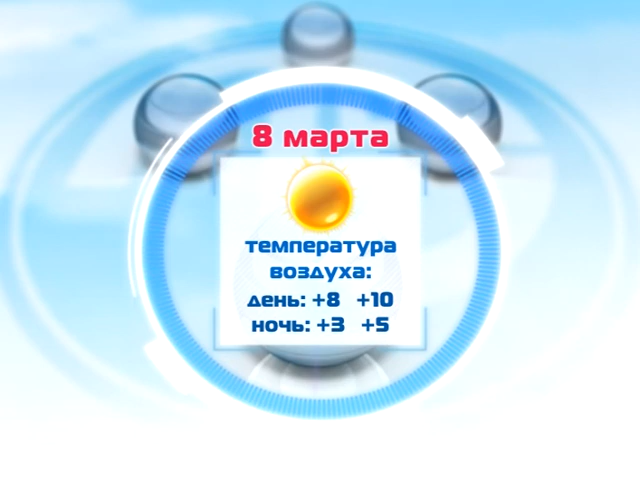 8 марта
температура
воздуха:
день: +8 +10
ночь: +3 +5